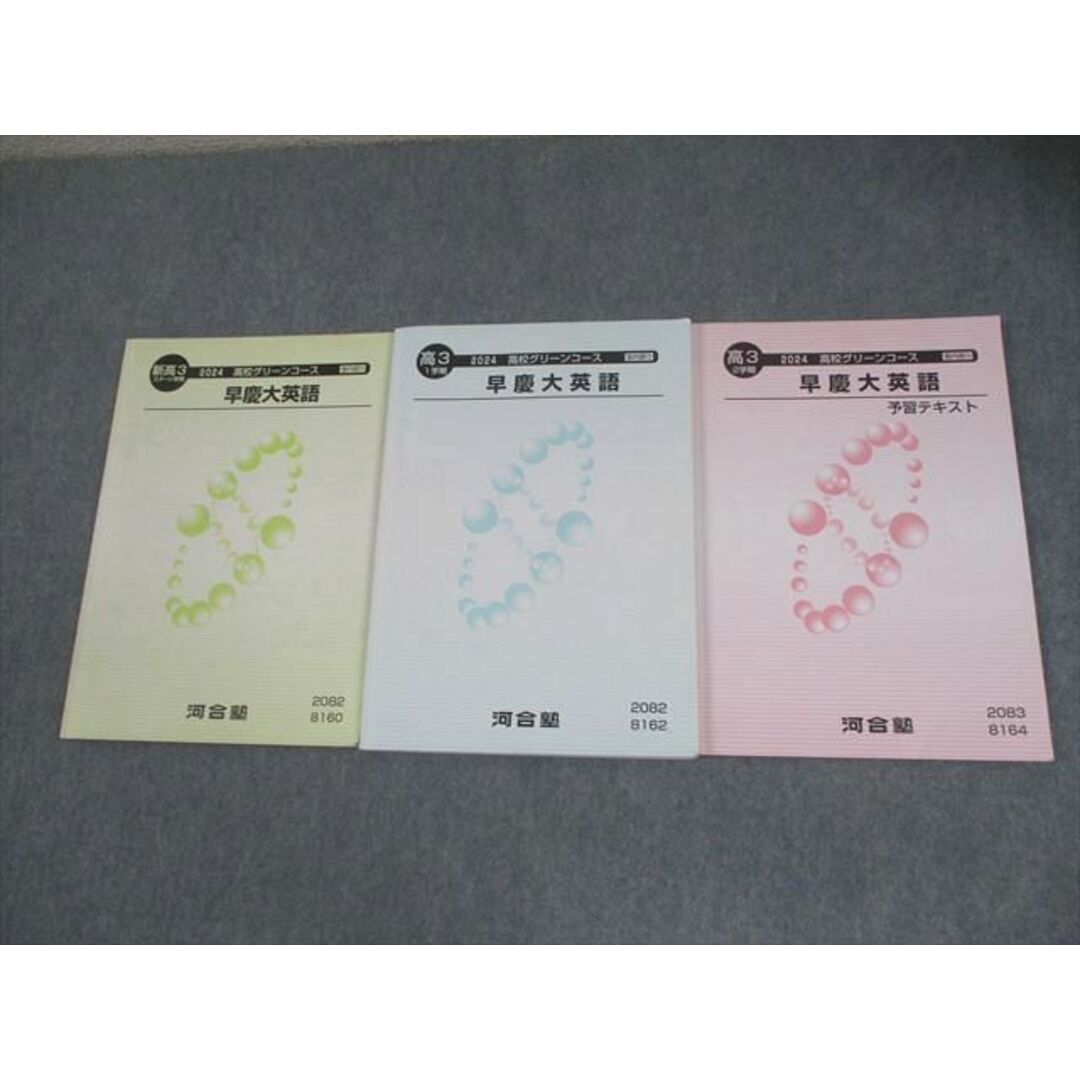 新高3
2024 高校グリーンコース
早慶大英語
河合塾
2082
8160
高3
1学期
2024 高校グリーンコース
早慶大英語
河合塾
2082
8162
高3
2学期
2024 高校グリーンコース
早慶大英語
予習テキスト
河合塾
2083
8164